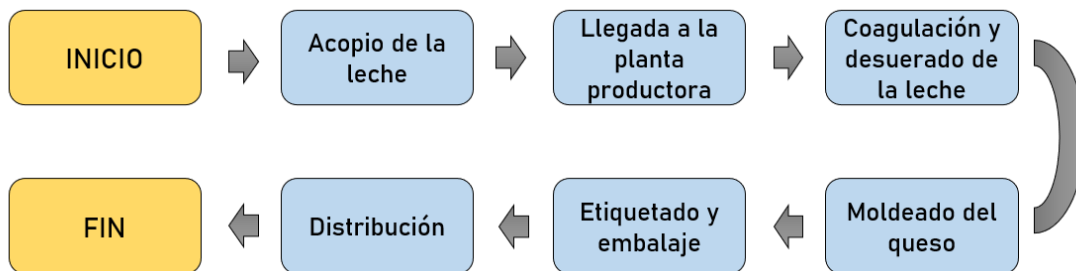 INICIO
Acopio de la
leche
Llegada a la
planta
productora
Coagulación y
desuerado de
la leche
Moldeado del
queso
Etiquetado y
embalaje
Distribución
FIN